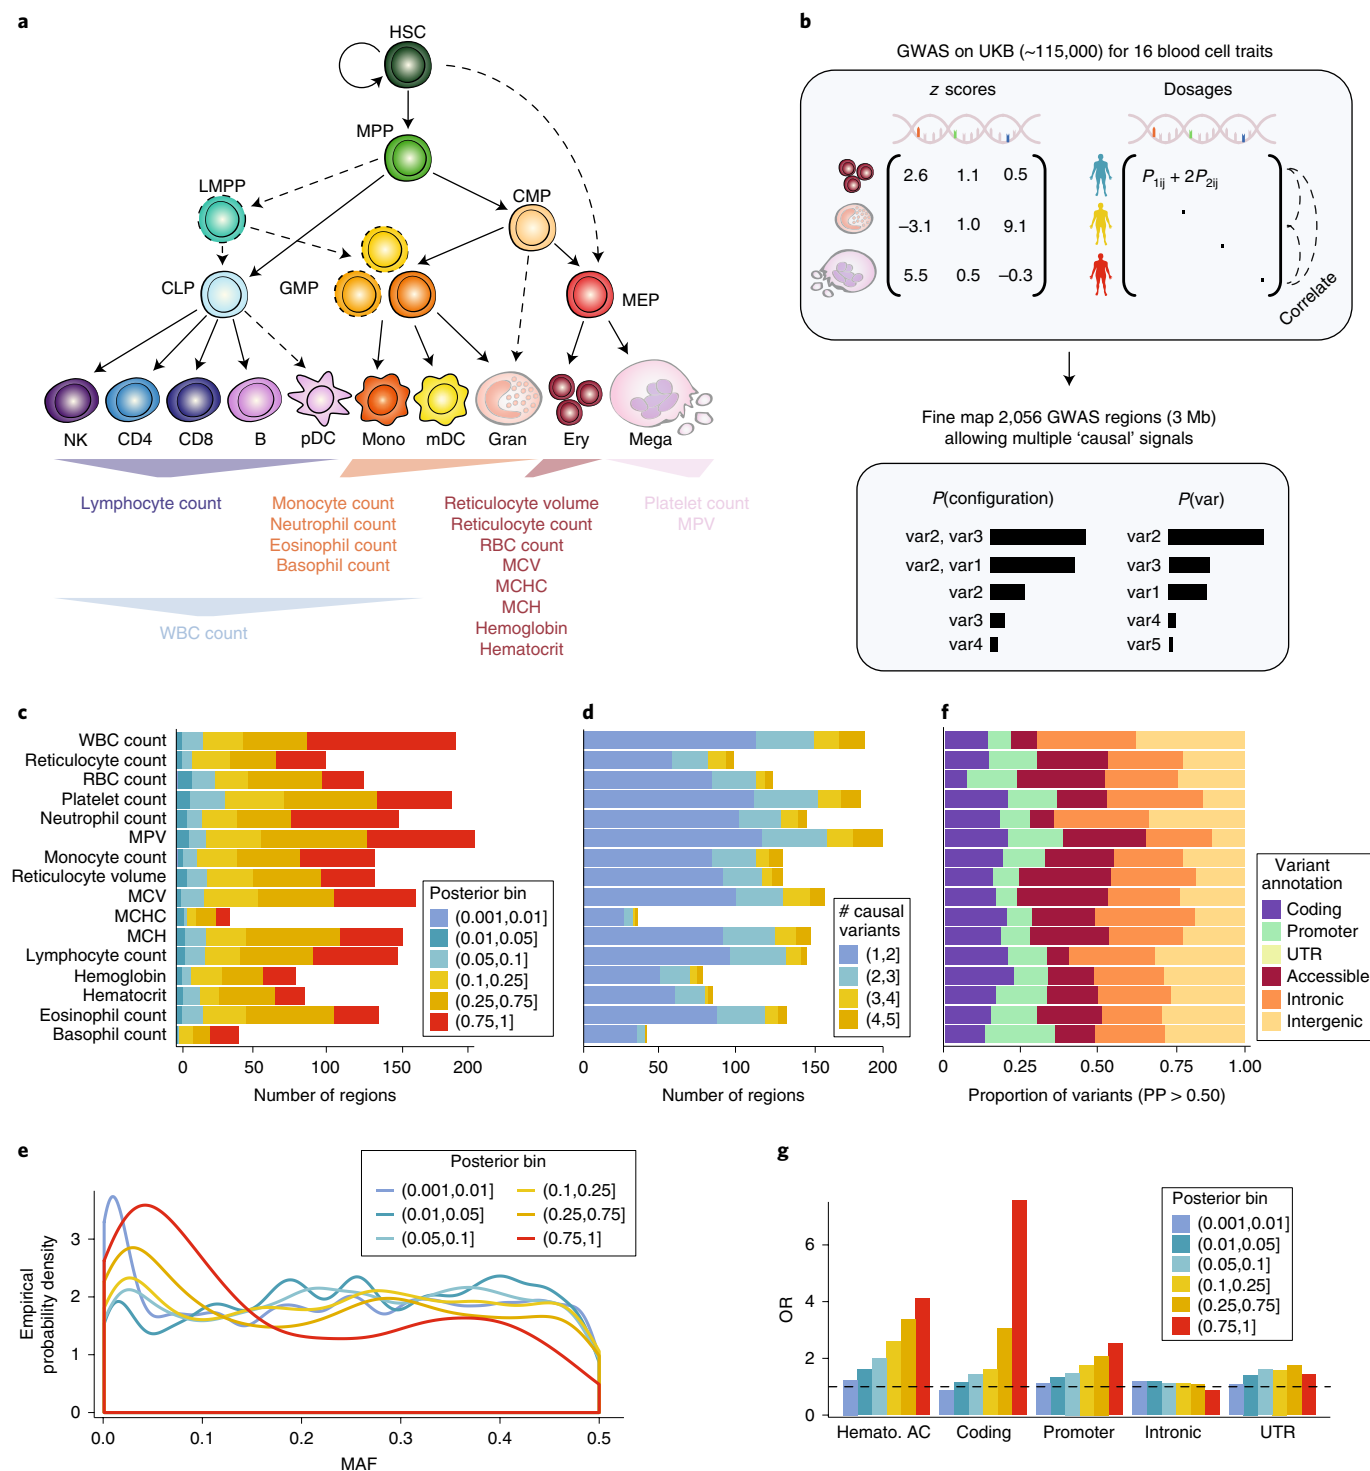 a
HSC
MPP
LMPP
CMP
CLP
GMP
MEP
NK CD4 CD8 B pDC Mono mDC Gran Ery Mega
Lymphocyte count
Monocyte count
Neutrophil count
Eosinophil count
Basophil count
Reticulocyte volume
Reticulocyte count
RBC count
MCV
MCHC
MCH
Hemoglobin
Hematocrit
Platelet count
MPV
WBC count
b
GWAS on UKB (~115,000) for 16 blood cell traits
z scores
Dosages
2.6 1.1 0.5
–3.1 1.0 9.1
5.5 0.5 –0.3
P1ij + 2P2ij
Correlate
Fine map 2,056 GWAS regions (3 Mb)
allowing multiple ‘causal’ signals
P(configuration)
var2, var3
var2, var1
var2
var3
var4
P(var)
var2
var3
var1
var4
var5
c
WBC count
Reticulocyte count
RBC count
Platelet count
Neutrophil count
MPV
Monocyte count
Reticulocyte volume
MCV
MCHC
MCH
Lymphocyte count
Hemoglobin
Hematocrit
Eosinophil count
Basophil count
Posterior bin
(0.001,0.01]
(0.01,0.05]
(0.05,0.1]
(0.1,0.25]
(0.25,0.75]
(0.75,1]
0 50 100 150 200
Number of regions
d
# causal
variants
(1,2]
(2,3]
(3,4]
(4,5]
0 50 100 150 200
Number of regions
f
Variant
annotation
Coding
Promoter
UTR
Accessible
Intronic
Intergenic
0 0.25 0.50 0.75 1.00
Proportion of variants (PP > 0.50)
e
Posterior bin
(0.001,0.01]
(0.01,0.05]
(0.05,0.1]
(0.1,0.25]
(0.25,0.75]
(0.75,1]
Empirical
probability density
3
2
1
0
0.0 0.1 0.2 0.3 0.4 0.5
MAF
g
Posterior bin
(0.001,0.01]
(0.01,0.05]
(0.05,0.1]
(0.1,0.25]
(0.25,0.75]
(0.75,1]
OR
6
4
2
0
Hemato. AC Coding Promoter Intronic UTR